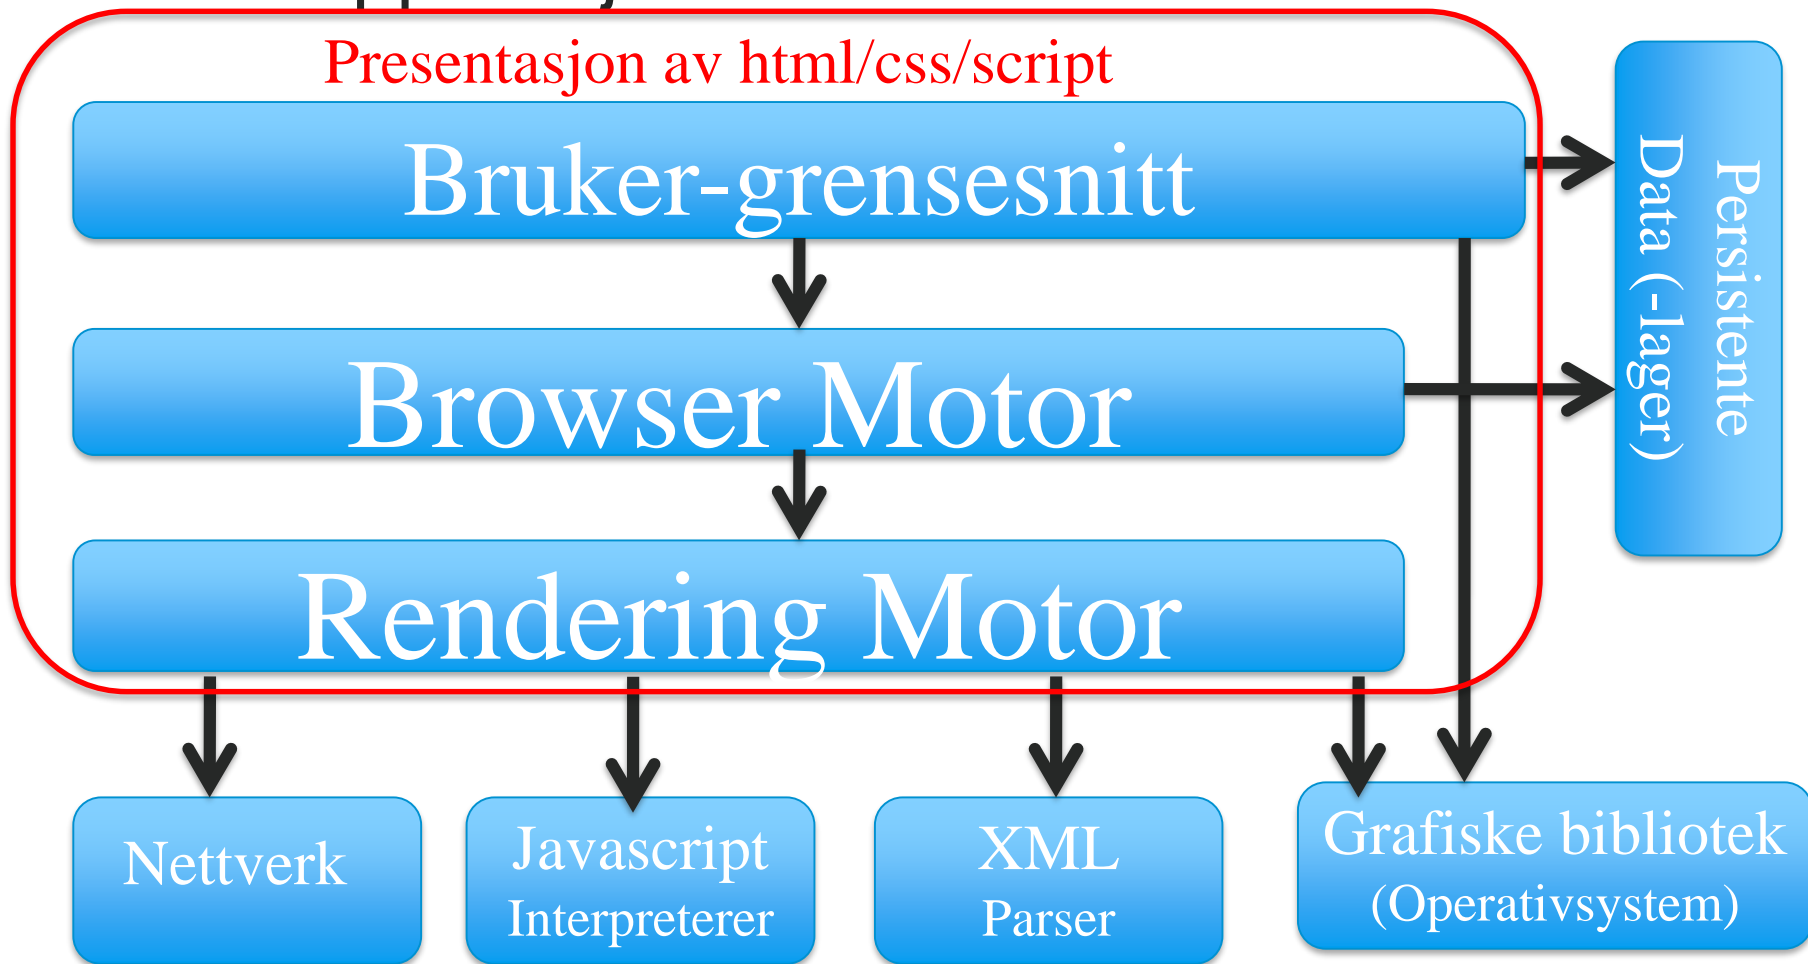 Presentasjon av html/css/script
Bruker-grensesnitt
Persistente
Data (-lager)
Browser Motor
Rendering Motor
Nettverk
Javascript
Interpreterer
XML
Parser
Grafiske bibliotek
(Operativsystem)